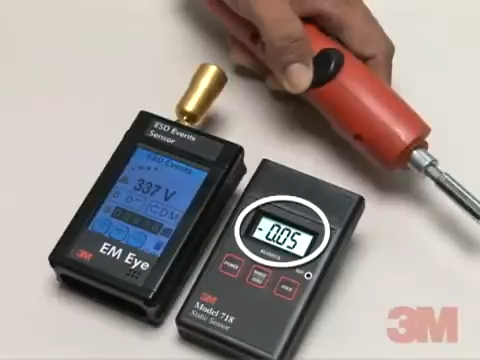 ESD Events
Sensor
ESD Events
337 V
CDM
EM Eye
3M
- 0.05
POWER
HOLD
3M
Model 718
Static Sensor
3M